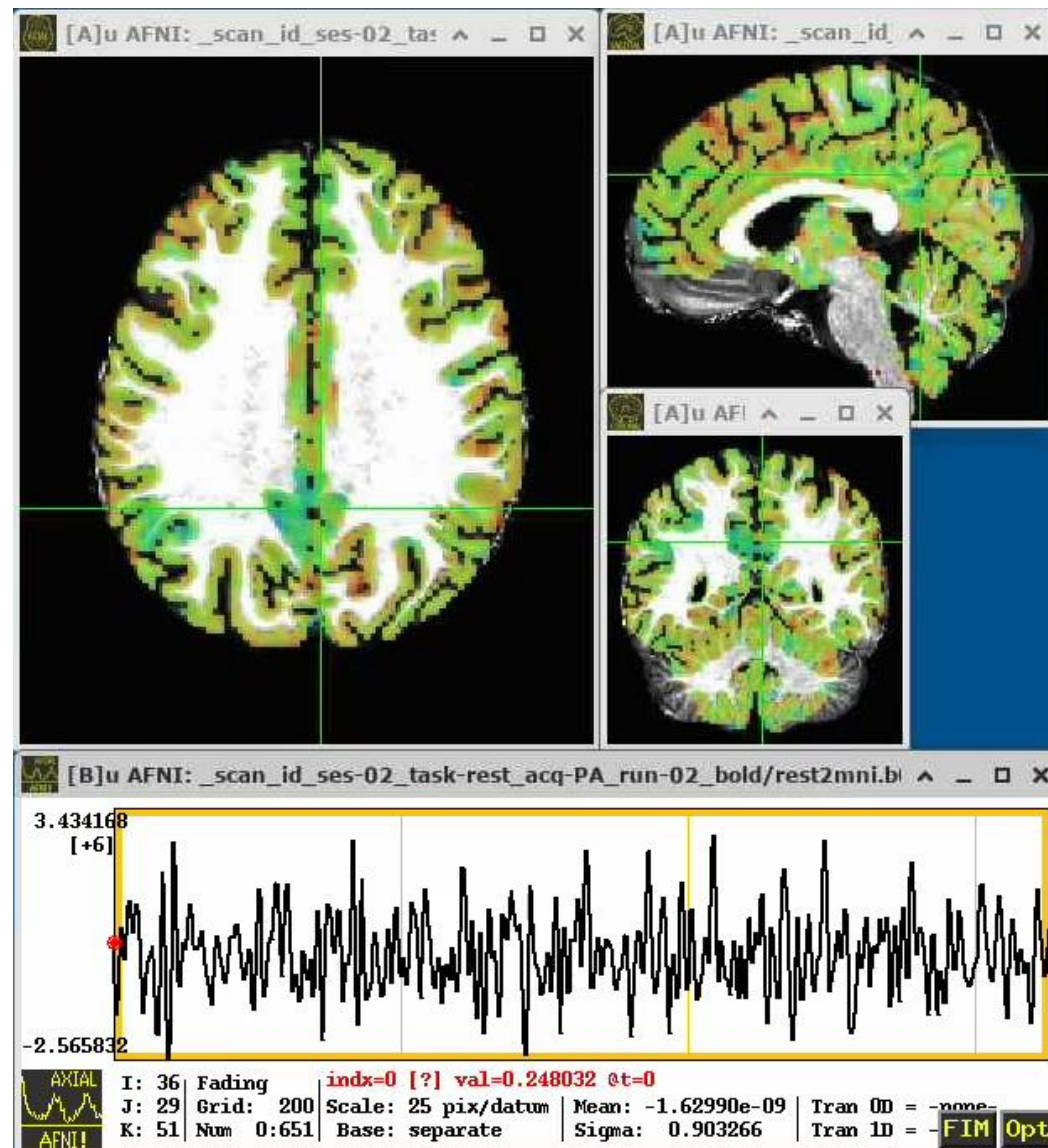 [A]u AFNI: _scan_id_ses-02_tas
[A]u AFNI: _scan_id_
[A]u AFI
[B]u AFNI: _scan_id_ses-02_task-rest_acq-PA_run-02_bold/rest2mni.b
3.434168
[+6]
-2.565832
AXIAL
AFNI!
I: 36 Fading indx=0 [?] val=0.248032 @t=0
J: 29 Grid: 200 Scale: 25 pix/datum Mean: -1.62990e-09 Tran 0D = -none-
K: 51 Num 0:651 Base: separate Sigma: 0.903266 Tran 1D = - FIM Opt